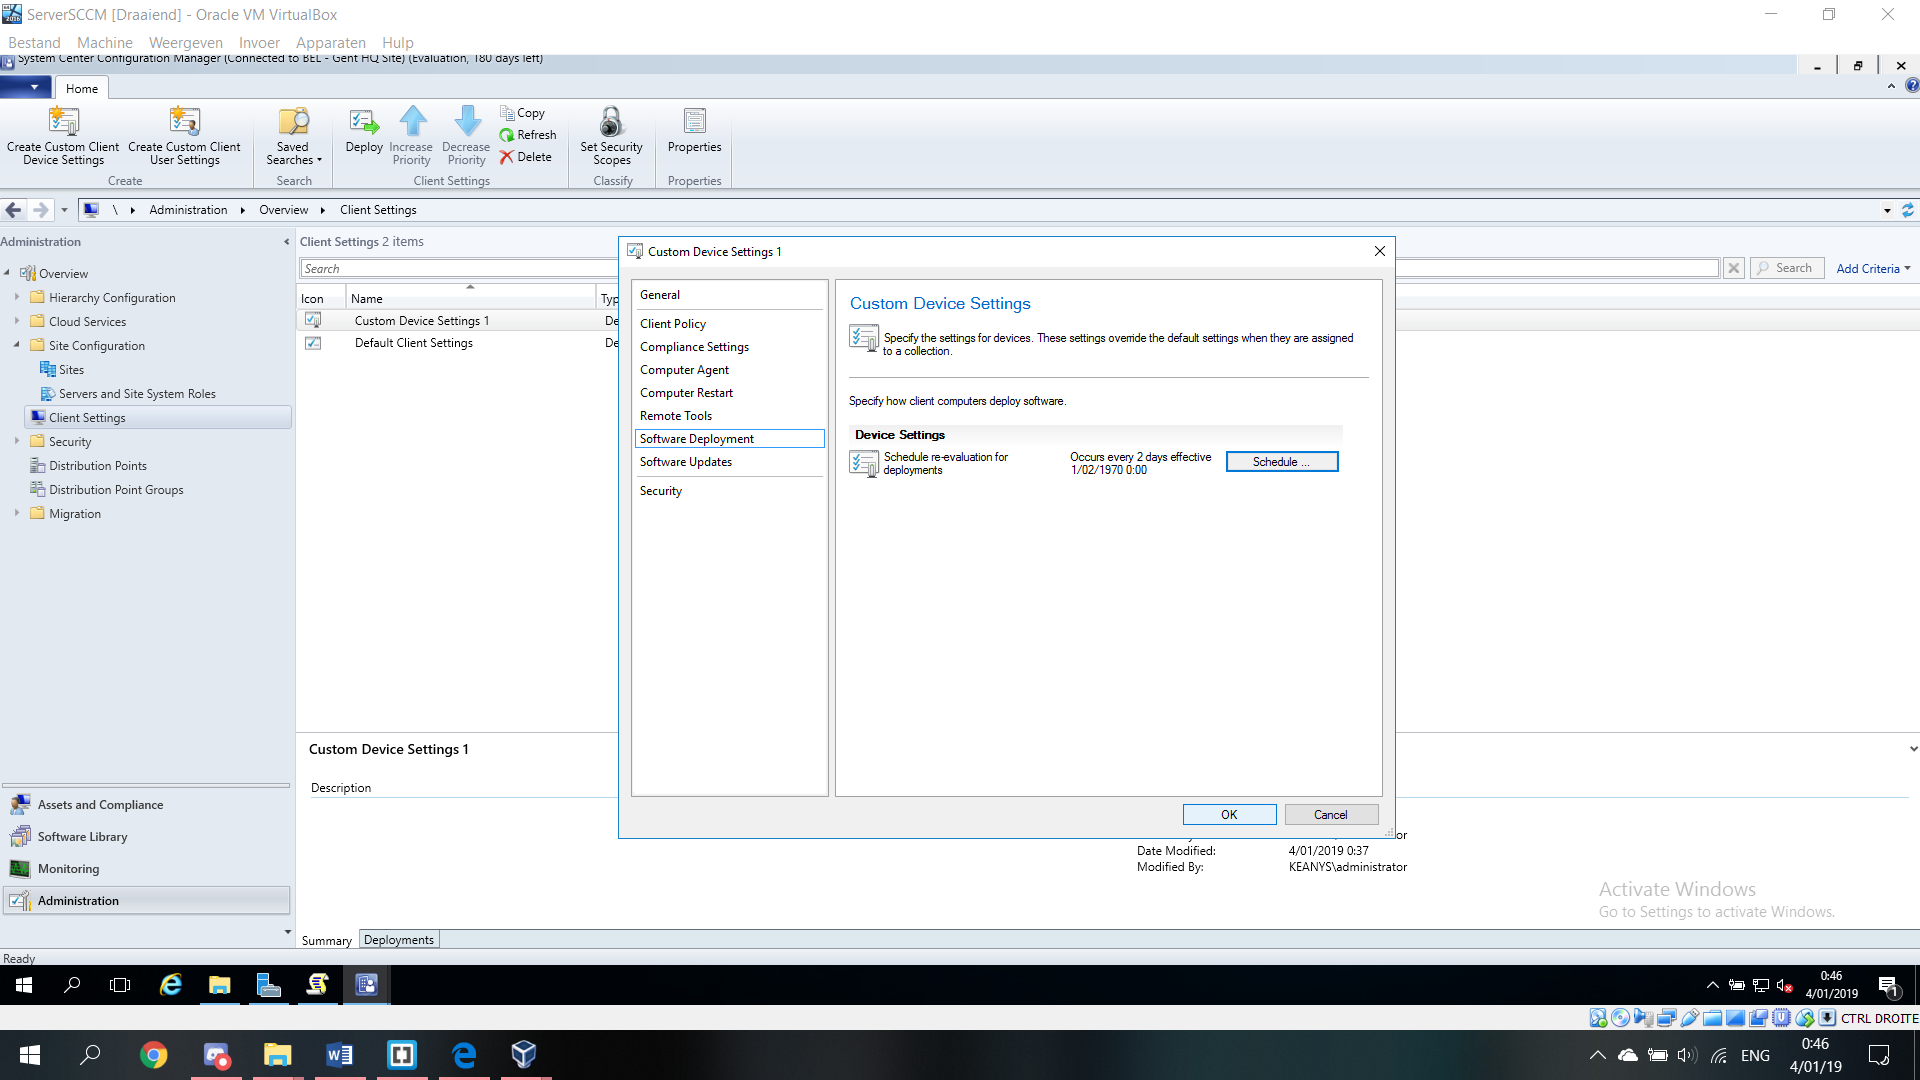 ServerSCCM [Draaiend] - Oracle VM VirtualBox
Bestand Machine Weergeven Invoer Apparaten Hulp
System Center Configuration Manager (Connected to BEL - Gent HQ Site) (Evaluation, 180 days left)
Home
Create Custom Client Device Settings
Create Custom Client User Settings
Create
Saved Searches
Search
Deploy
Increase Priority
Decrease Priority
Copy
Refresh
Delete
Client Settings
Set Security Scopes
Classify
Properties
Properties
\ Administration Overview Client Settings
Administration
Overview
Hierarchy Configuration
Cloud Services
Site Configuration
Sites
Servers and Site System Roles
Client Settings
Security
Distribution Points
Distribution Point Groups
Migration
Assets and Compliance
Software Library
Monitoring
Administration
Client Settings 2 items
Search
Search
Add Criteria
Icon Name Typ
Custom Device Settings 1 De
Default Client Settings De
Custom Device Settings 1
General
Client Policy
Compliance Settings
Computer Agent
Computer Restart
Remote Tools
Software Deployment
Software Updates
Security
Custom Device Settings
Specify the settings for devices. These settings override the default settings when they are assigned
to a collection.
Specify how client computers deploy software.
Device Settings
Schedule re-evaluation for
deployments
Occurs every 2 days effective
1/02/1970 0:00
Schedule ...
OK
Cancel
Custom Device Settings 1
Description
or
Date Modified: 4/01/2019 0:37
Modified By: KEANYS\administrator
Activate Windows
Go to Settings to activate Windows.
Summary Deployments
Ready
0:46
4/01/2019
1
CTRL DROITE
ENG
0:46
4/01/19